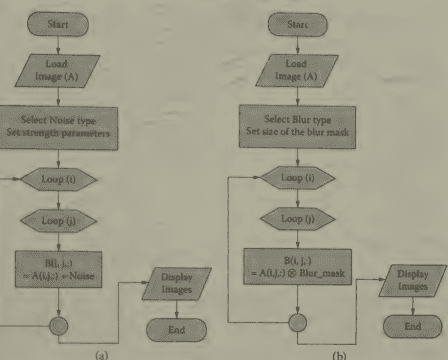 Start
Load
Image (A)
Select Noise type
Set strength parameters
Loop (i)
Loop (j)
B(i, j,:)
= A(i,j,:) + Noise
Display
Images
End
(a)
Start
Load
Image (A)
Select Blur type
Set size of the blur mask
Loop (i)
Loop (j)
B(i, j,:)
= A(i,j,:) ⊗ Blur_mask
Display
Images
End
(b)